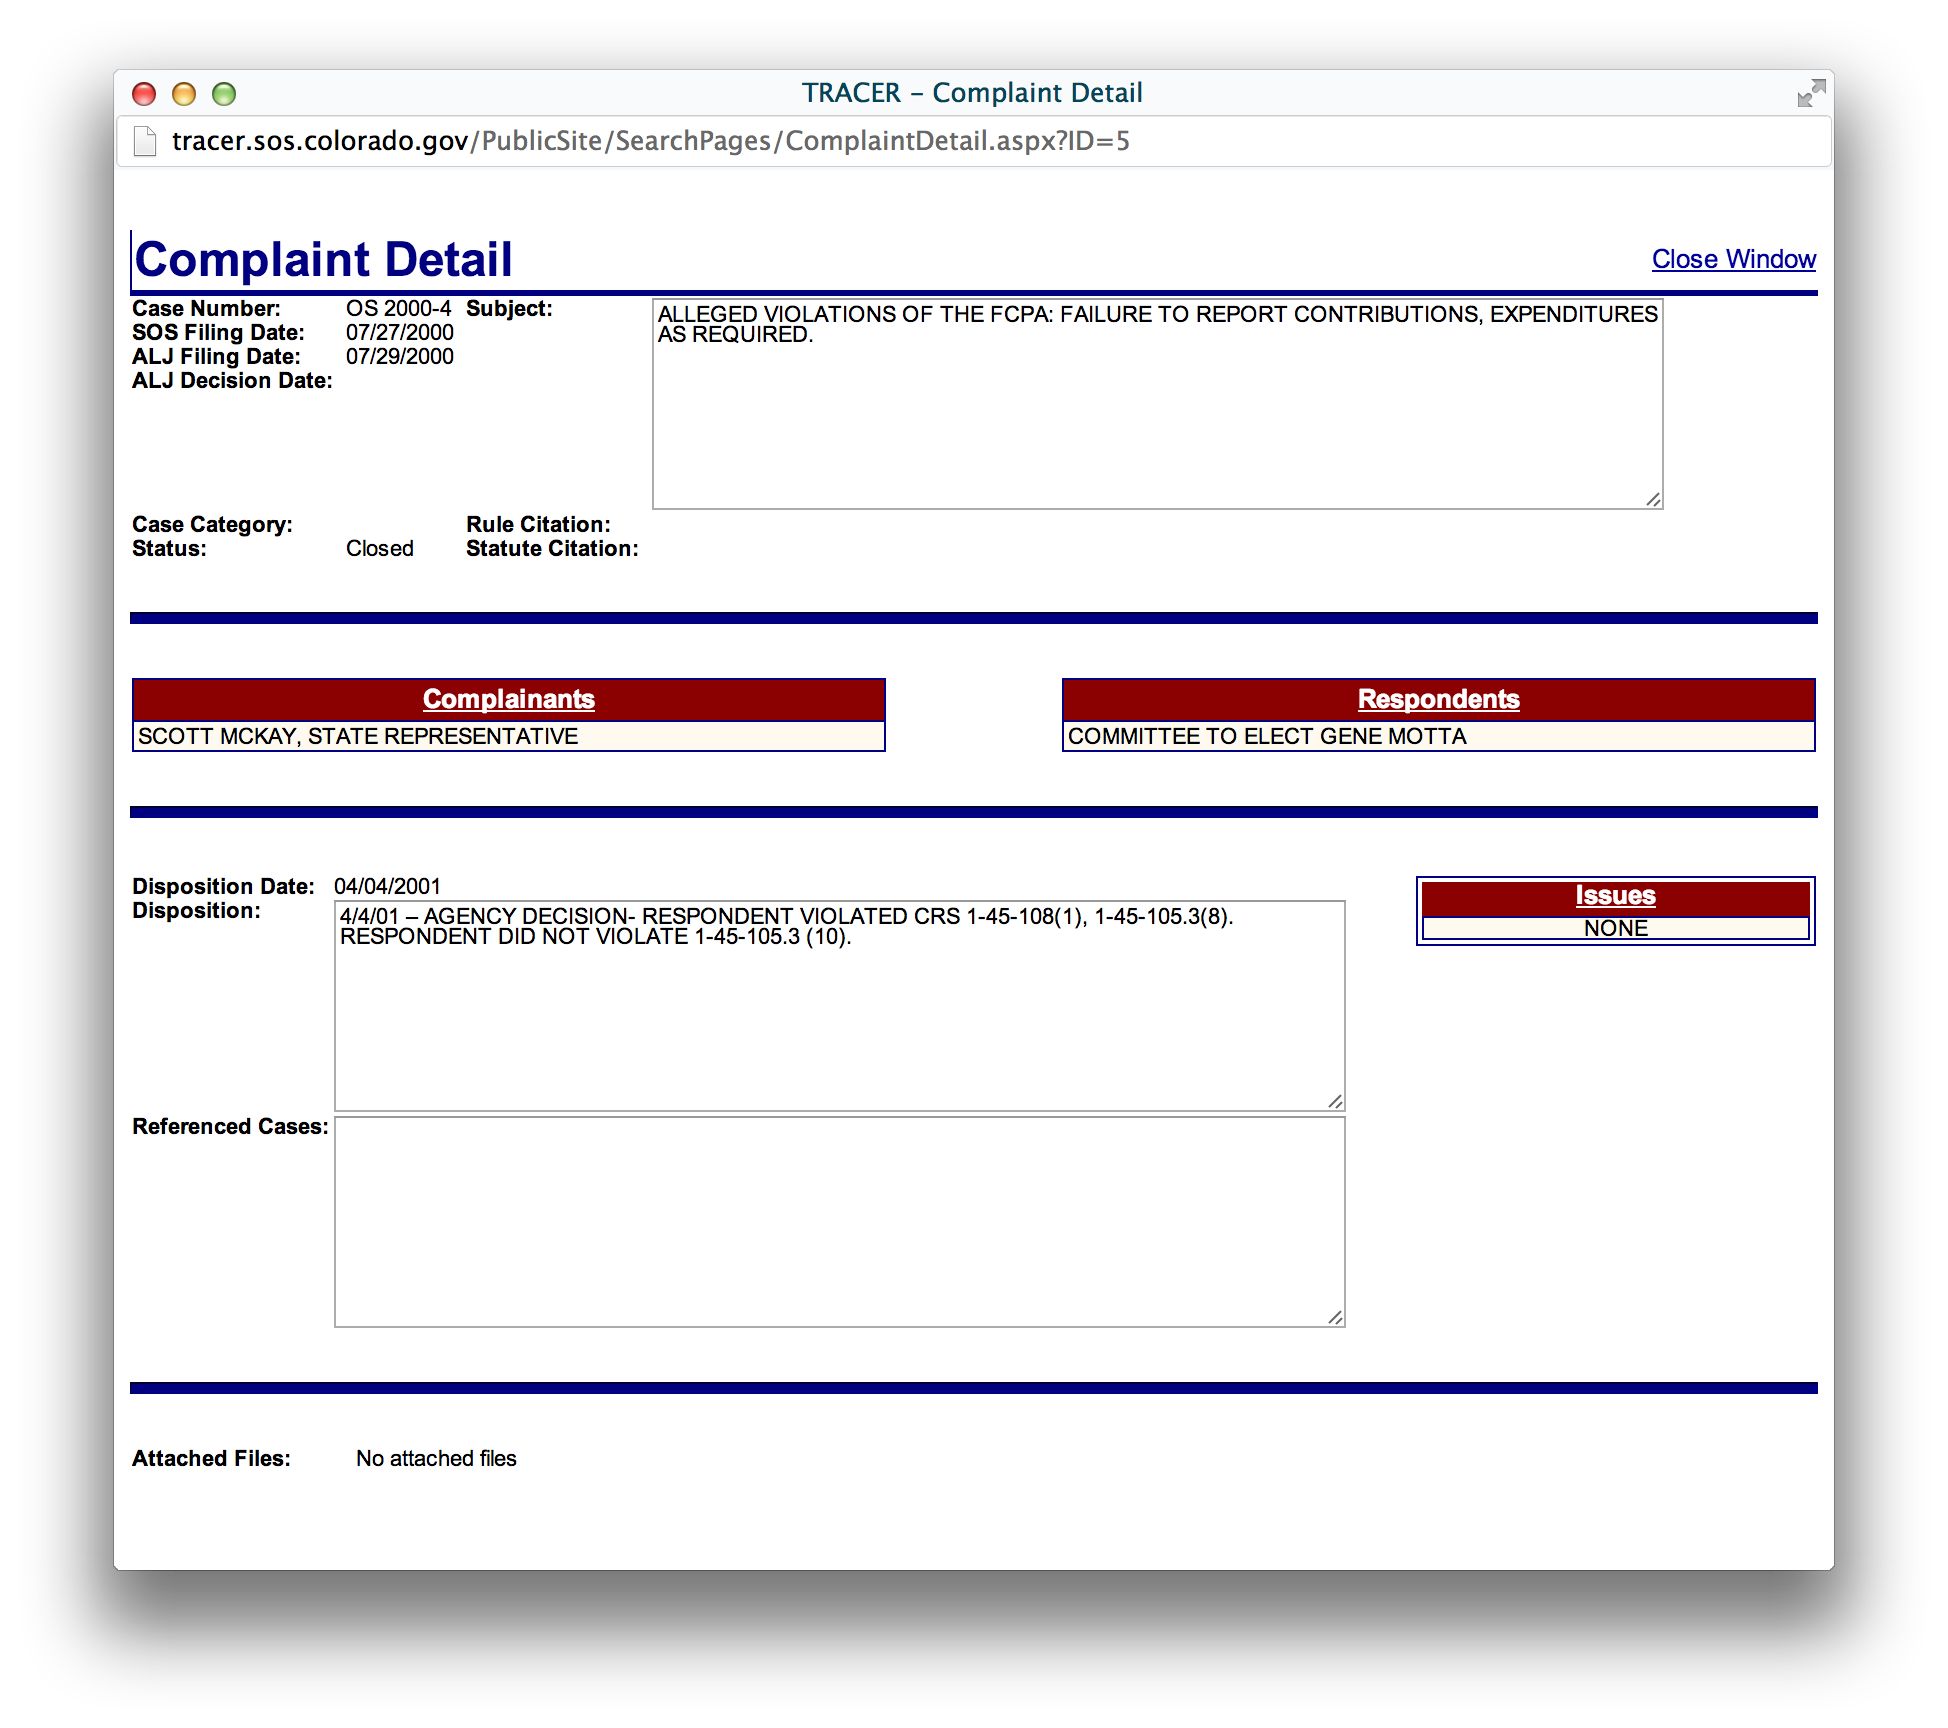 TRACER – Complaint Detail
tracer.sos.colorado.gov/PublicSite/SearchPages/ComplaintDetail.aspx?ID=5
Complaint Detail
Close Window
Case Number: OS 2000-4 Subject: ALLEGED VIOLATIONS OF THE FCPA: FAILURE TO REPORT CONTRIBUTIONS, EXPENDITURES
AS REQUIRED.
SOS Filing Date: 07/27/2000
ALJ Filing Date: 07/29/2000
ALJ Decision Date:
Case Category: Rule Citation:
Status: Closed Statute Citation:
Complainants
SCOTT MCKAY, STATE REPRESENTATIVE
Respondents
COMMITTEE TO ELECT GENE MOTTA
Disposition Date: 04/04/2001
Disposition: 4/4/01 – AGENCY DECISION- RESPONDENT VIOLATED CRS 1-45-108(1), 1-45-105.3(8).
RESPONDENT DID NOT VIOLATE 1-45-105.3 (10).
Issues
NONE
Referenced Cases:
Attached Files: No attached files